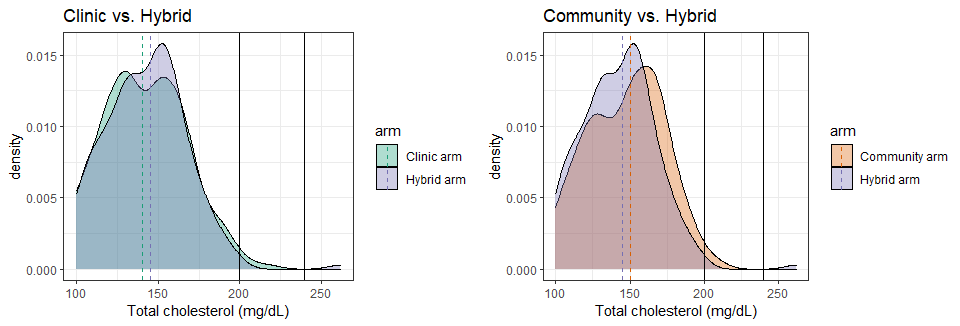 Clinic vs. Hybrid
0.015
0.010
0.005
0.000
density
100
150
200
250
Total cholesterol (mg/dL)
arm
Clinic arm
Hybrid arm
Community vs. Hybrid
0.015
0.010
0.005
0.000
density
100
150
200
250
Total cholesterol (mg/dL)
arm
Community arm
Hybrid arm